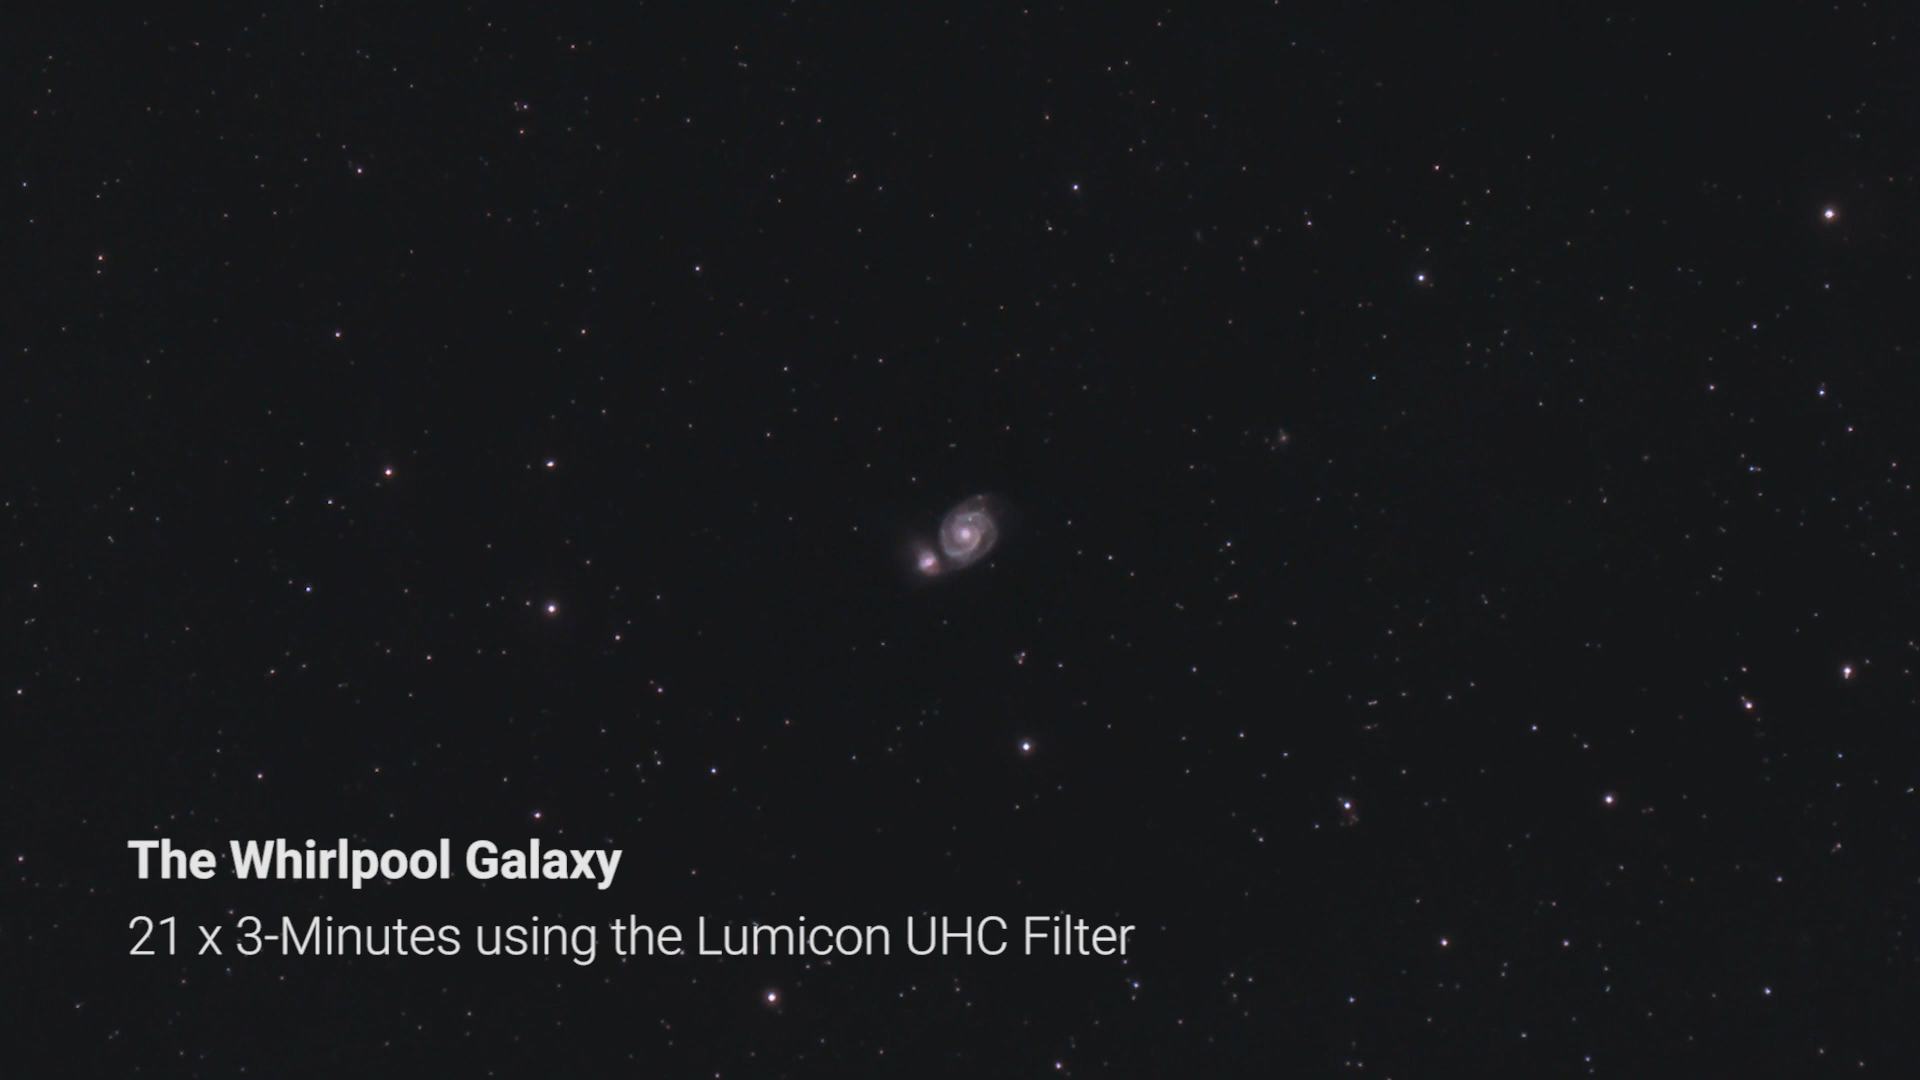 The Whirlpool Galaxy
21 x 3-Minutes using the Lumicon UHC Filter